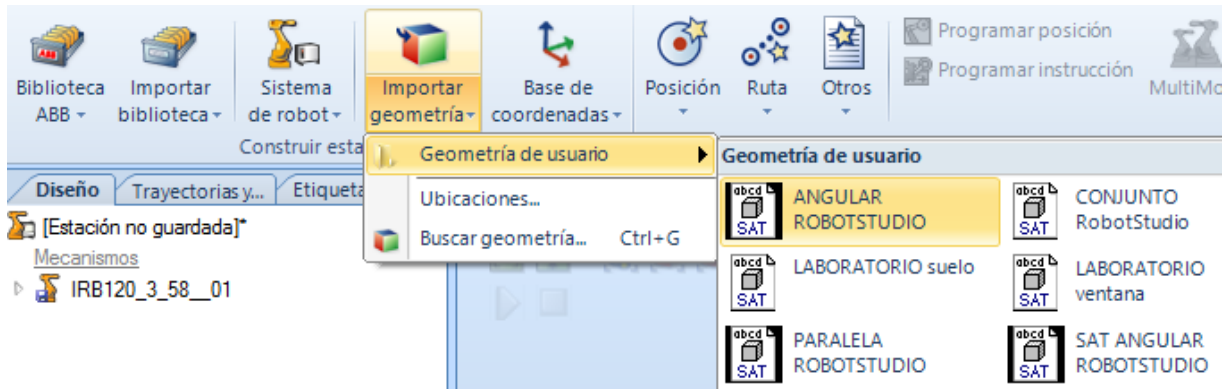 Biblioteca
ABB
Importar
biblioteca
Sistema
de robot
Importar
geometría
Base de
coordenadas
Posición
Ruta
Otros
Programar posición
Programar instrucción
MultiMo
Construir esta
Geometría de usuario
Ubicaciones...
Buscar geometría... Ctrl+G
Diseño
Trayectorias y...
Etiqueta
[Estación no guardada]*
Mecanismos
IRB120_3_58__01
Geometría de usuario
abcd
SAT
ANGULAR
ROBOTSTUDIO
abcd
SAT
CONJUNTO
RobotStudio
abcd
SAT
LABORATORIO suelo
abcd
SAT
LABORATORIO
ventana
abcd
SAT
PARALELA
ROBOTSTUDIO
abcd
SAT
SAT ANGULAR
ROBOTSTUDIO